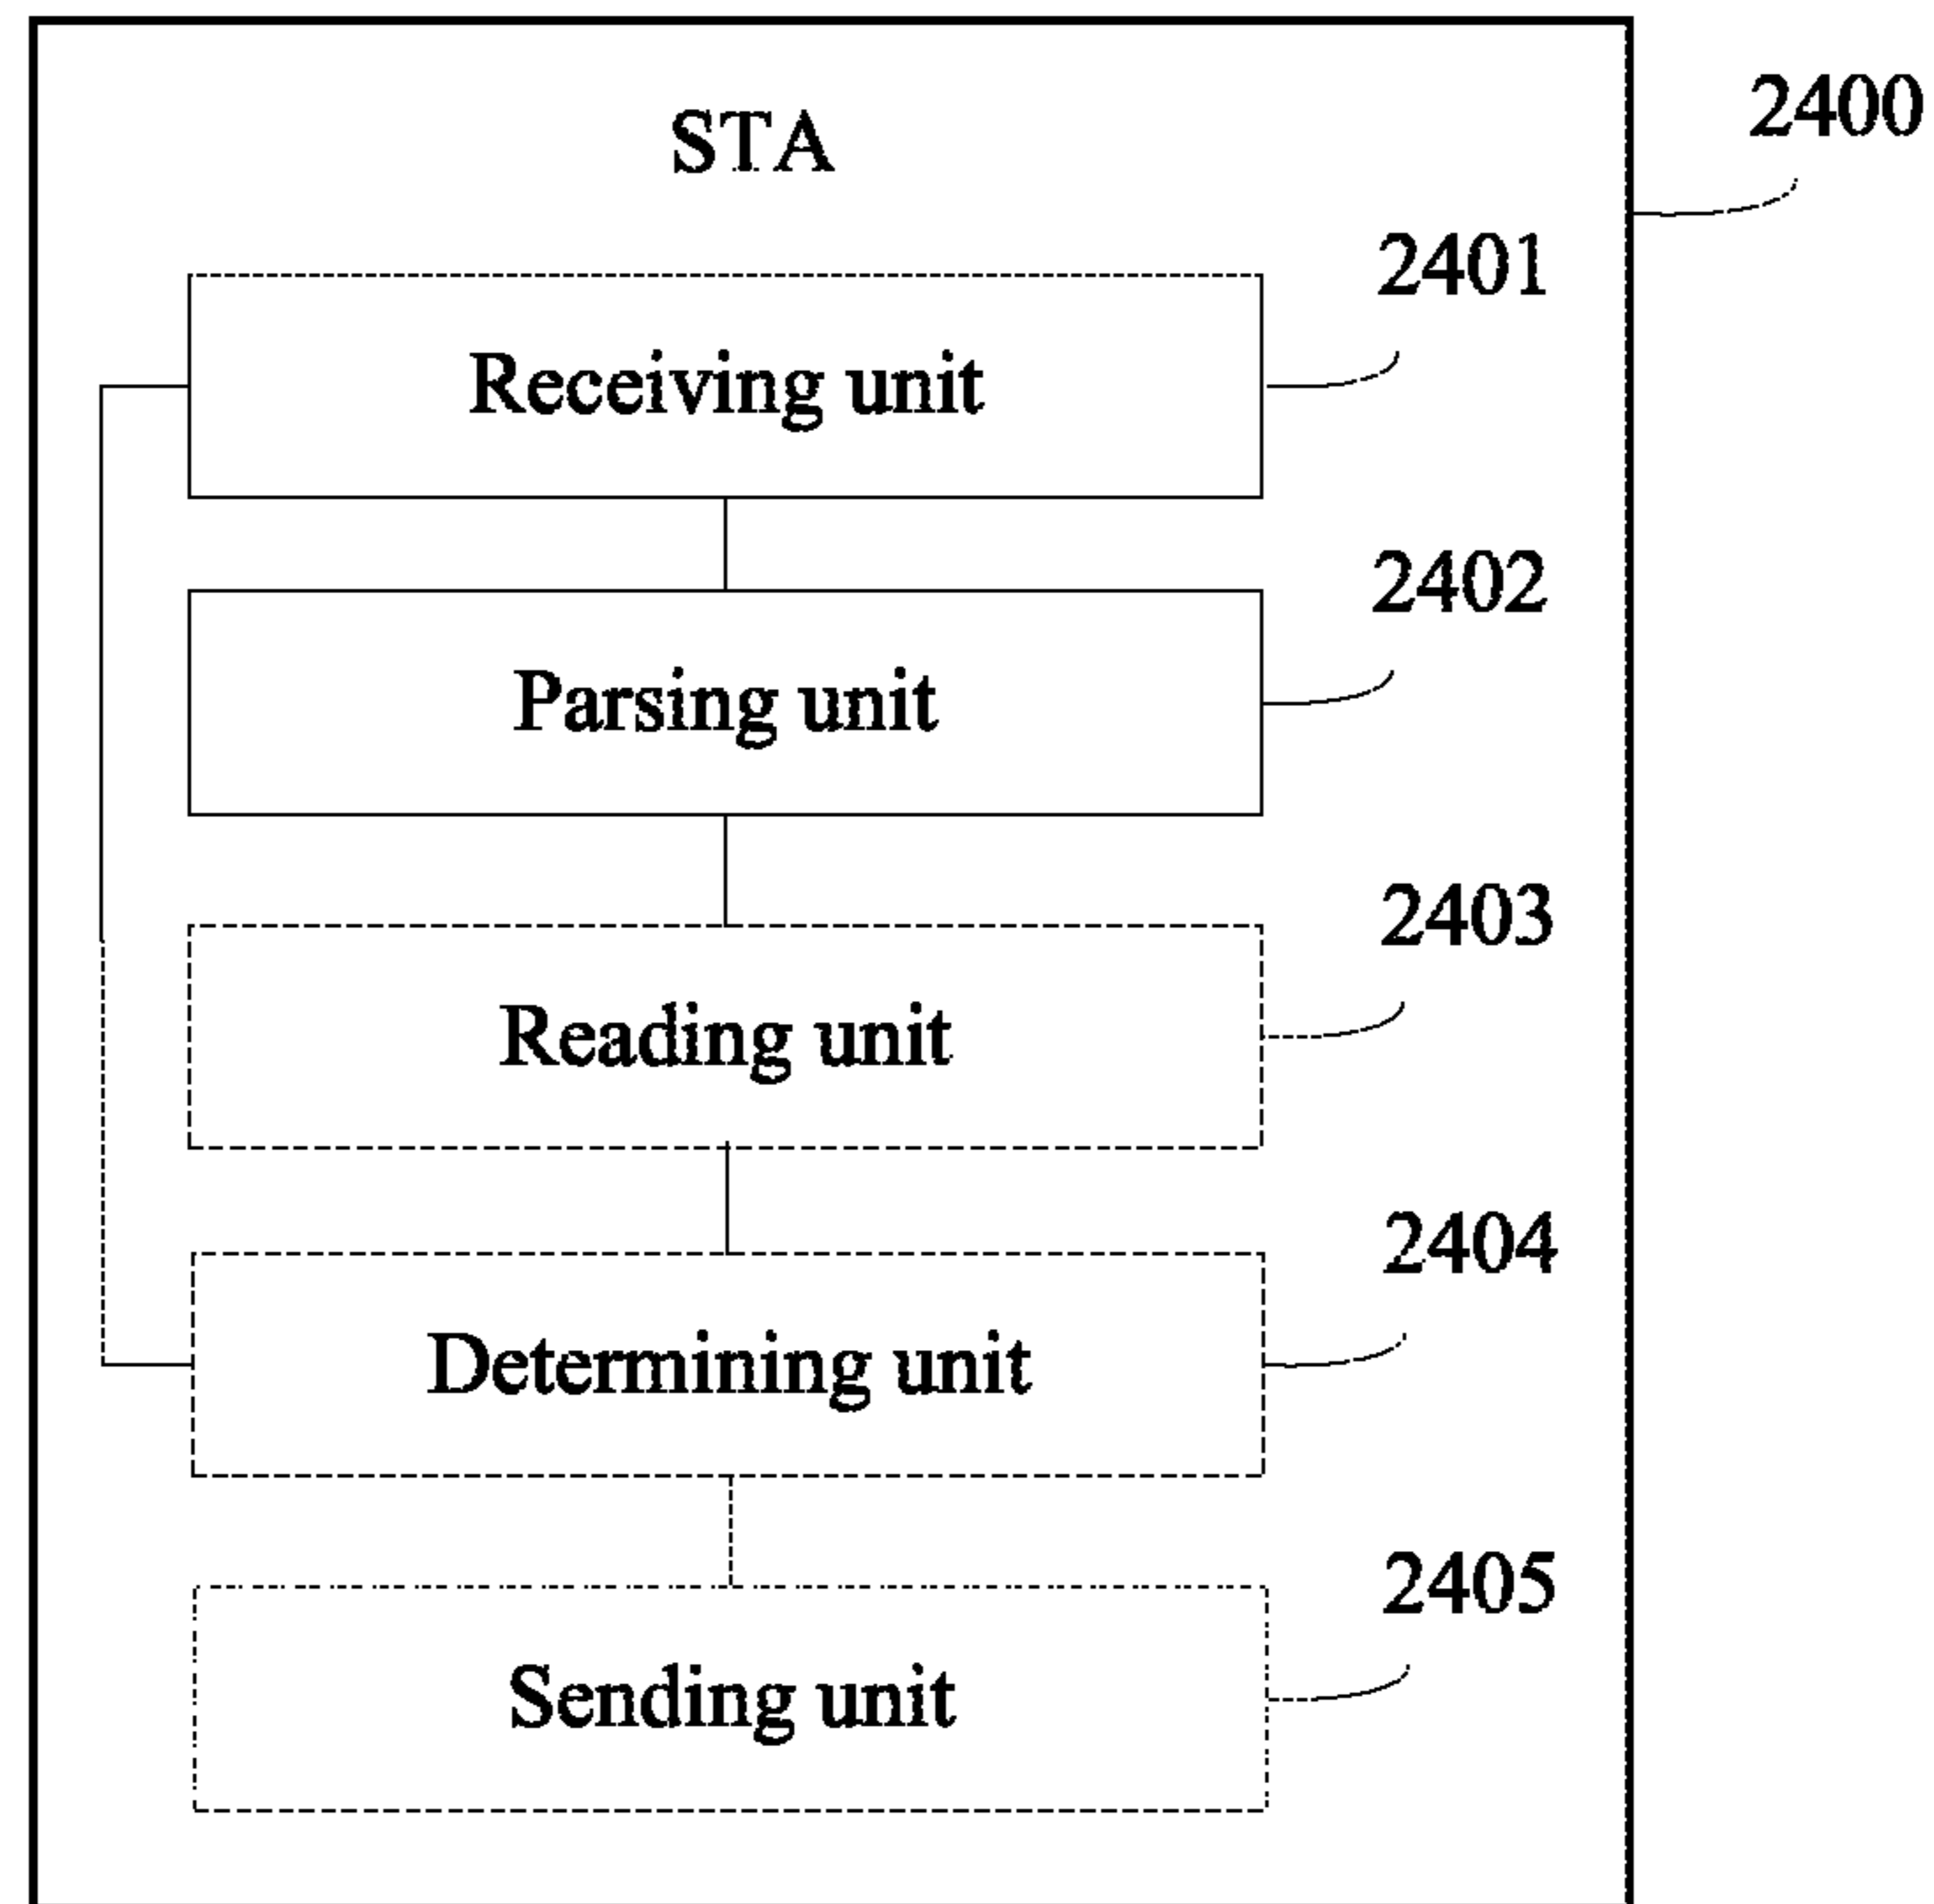 STA
2400
2401
Receiving unit
2402
Parsing unit
2403
Reading unit
2404
Determining unit
2405
Sending unit